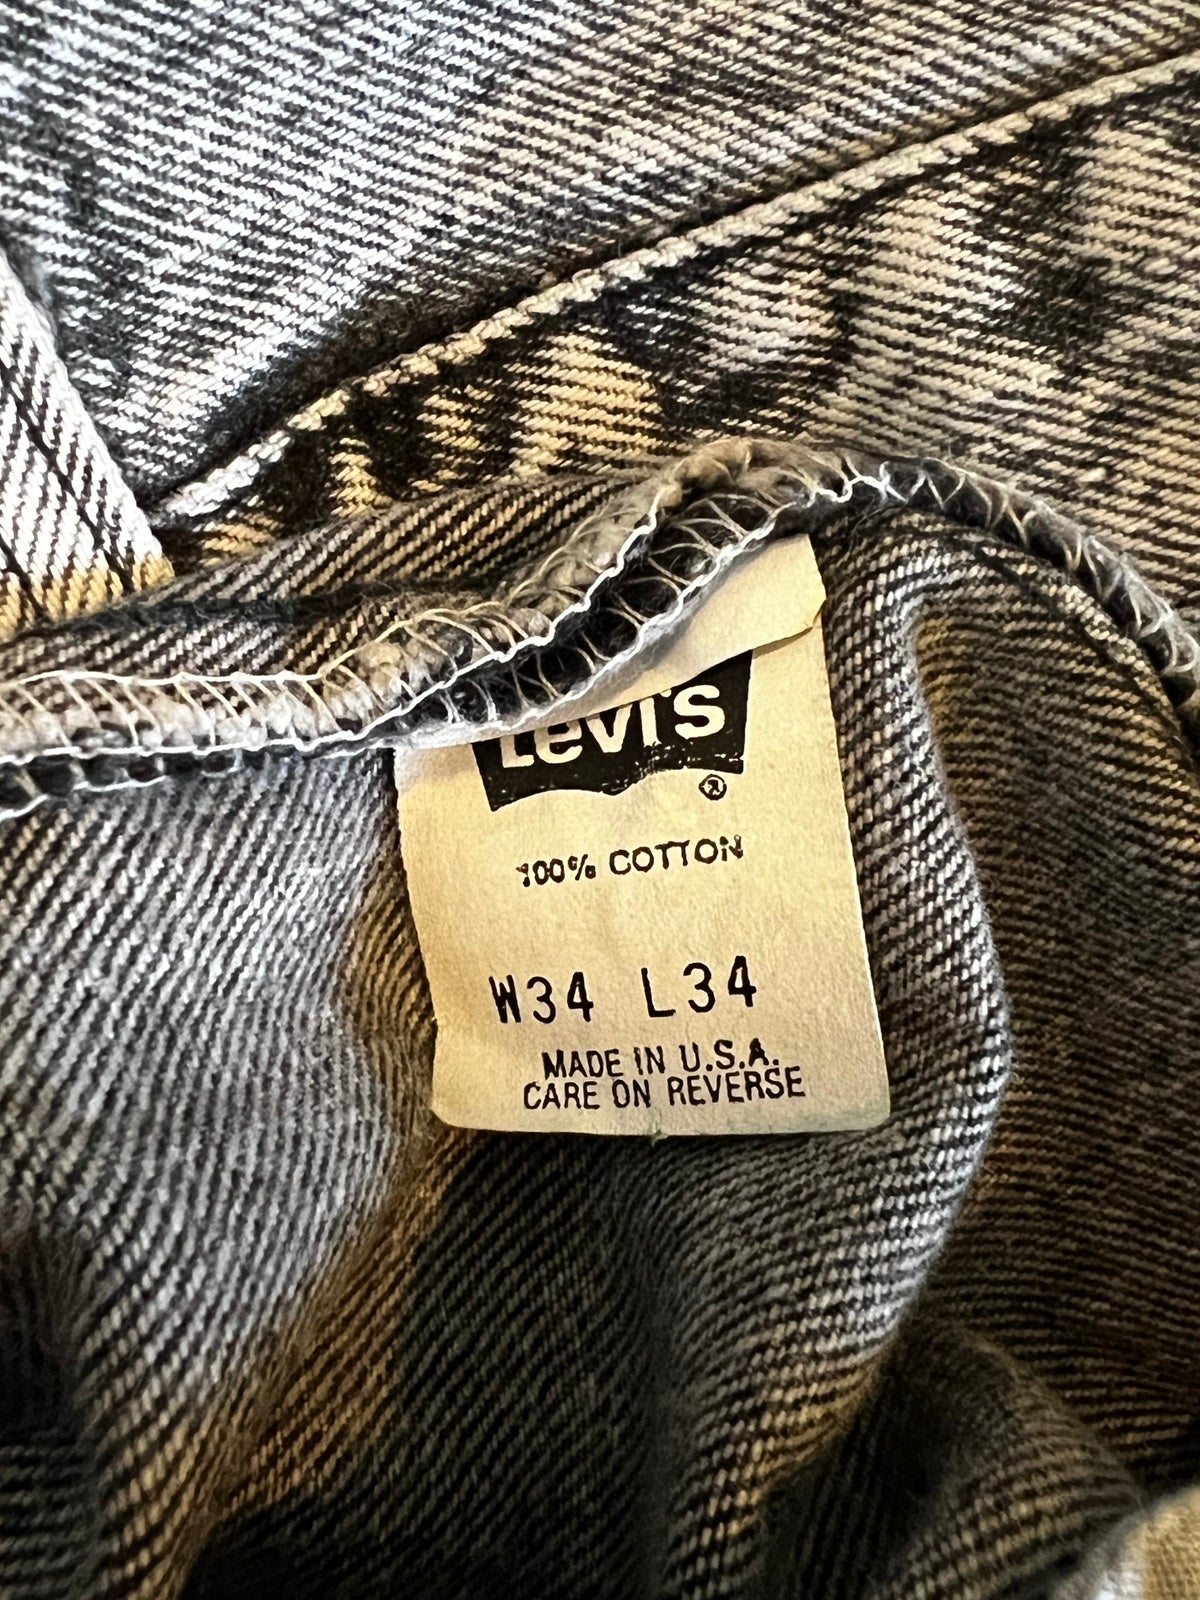 Levi's
®
100% COTTON
W34 L34
MADE IN U.S.A.
CARE ON REVERSE